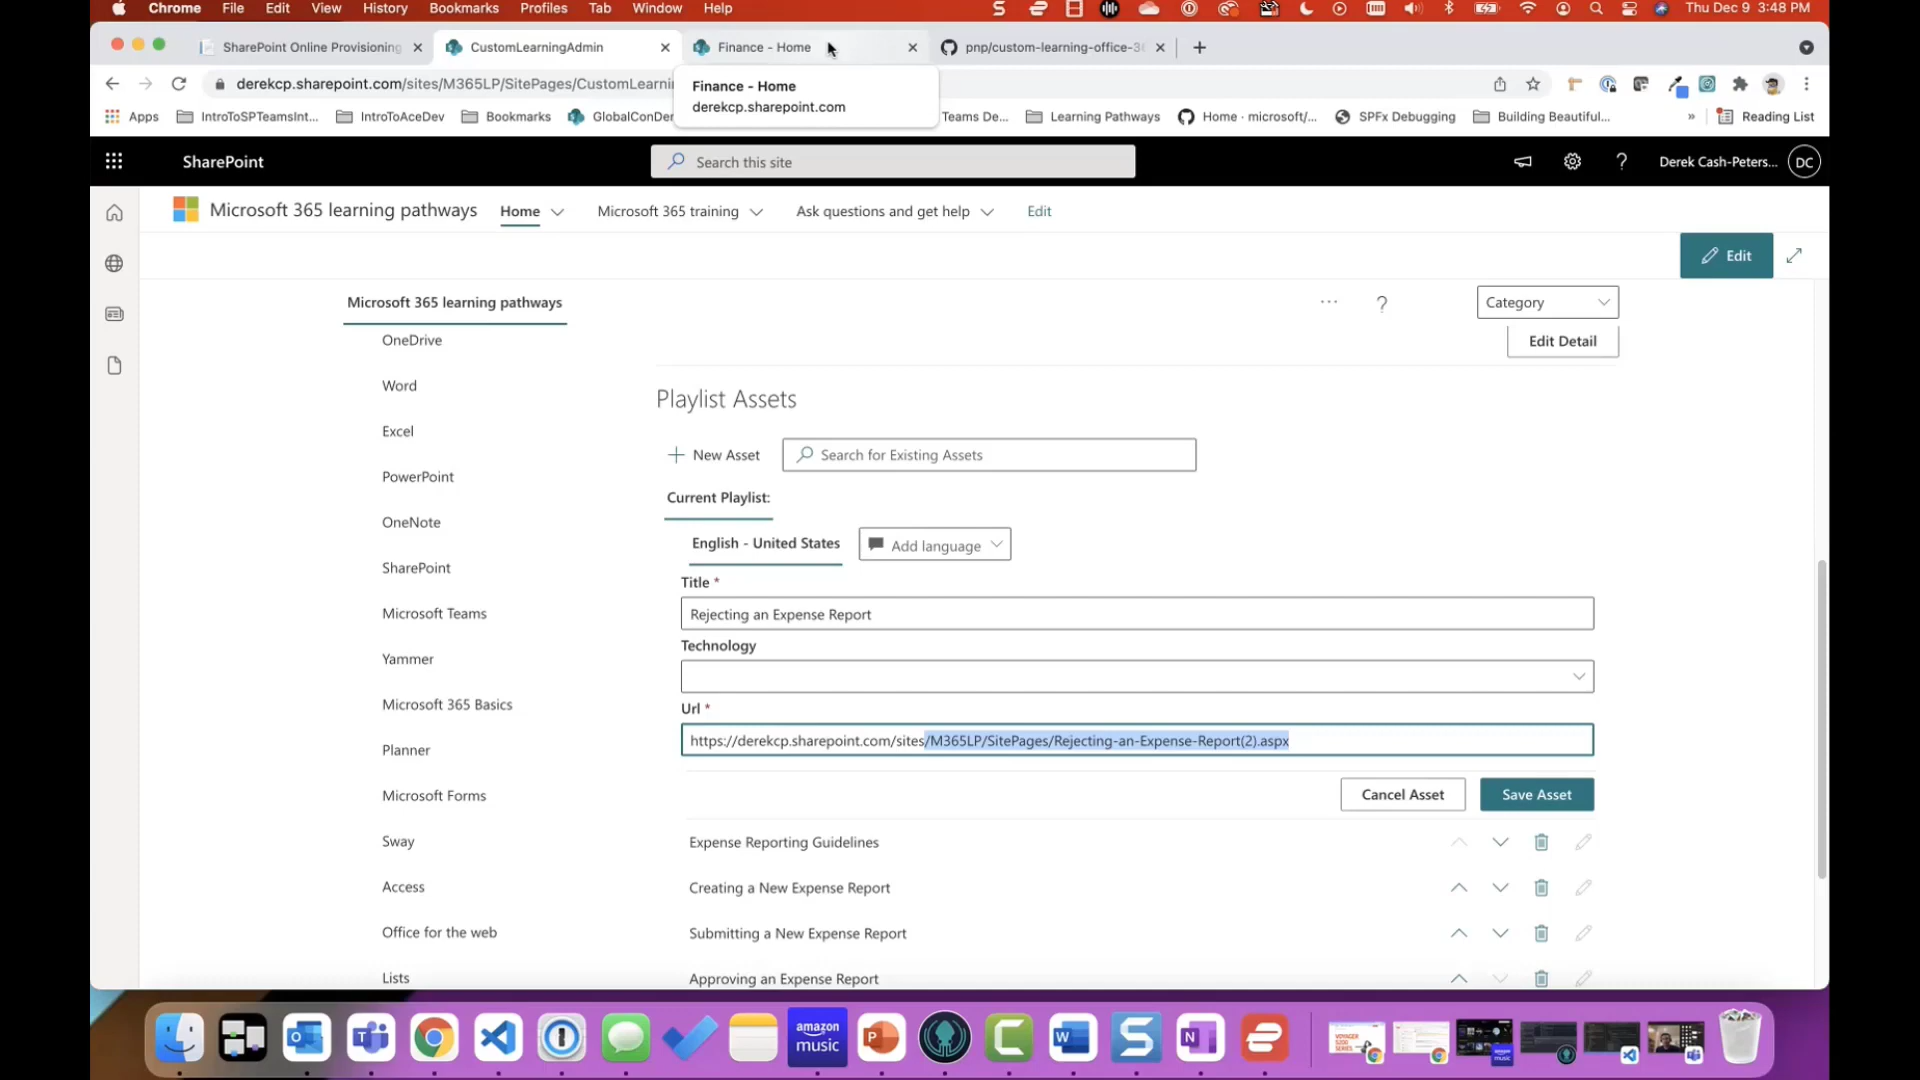 Chrome File Edit View History Bookmarks Profiles Tab Window Help Thu Dec 9 3:48 PM
SharePoint Online Provisioning CustomLearningAdmin Finance - Home pnp/custom-learning-office-3
derekcp.sharepoint.com/sites/M365LP/SitePages/CustomLearni
Finance - Home
derekcp.sharepoint.com
Apps IntroToSPTeamsInt... IntroToAceDev Bookmarks GlobalConDe Teams De... Learning Pathways Home · microsoft/... SPFx Debugging Building Beautiful... » Reading List
SharePoint Search this site ? Derek Cash-Peters... DC
Microsoft 365 learning pathways Home Microsoft 365 training Ask questions and get help Edit
Edit
Microsoft 365 learning pathways ... ? Category
OneDrive
Edit Detail
Word
Excel
PowerPoint
OneNote
SharePoint
Microsoft Teams
Yammer
Microsoft 365 Basics
Planner
Microsoft Forms
Sway
Access
Office for the web
Lists
Playlist Assets
+ New Asset Search for Existing Assets
Current Playlist:
English - United States Add language
Title *
Rejecting an Expense Report
Technology
Url *
https://derekcp.sharepoint.com/sites/M365LP/SitePages/Rejecting-an-Expense-Report(2).aspx
Cancel Asset Save Asset
Expense Reporting Guidelines
Creating a New Expense Report
Submitting a New Expense Report
Approving an Expense Report
amazon
music